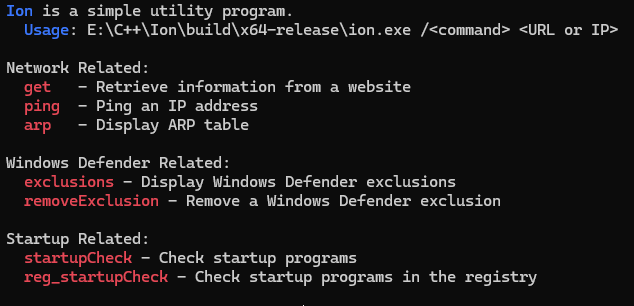 Ion is a simple utility program.
Usage: E:\C++\Ion\build\x64-release\ion.exe /<command> <URL or IP>
Network Related:
get - Retrieve information from a website
ping - Ping an IP address
arp - Display ARP table
Windows Defender Related:
exclusions - Display Windows Defender exclusions
removeExclusion - Remove a Windows Defender exclusion
Startup Related:
startupCheck - Check startup programs
reg_startupCheck - Check startup programs in the registry